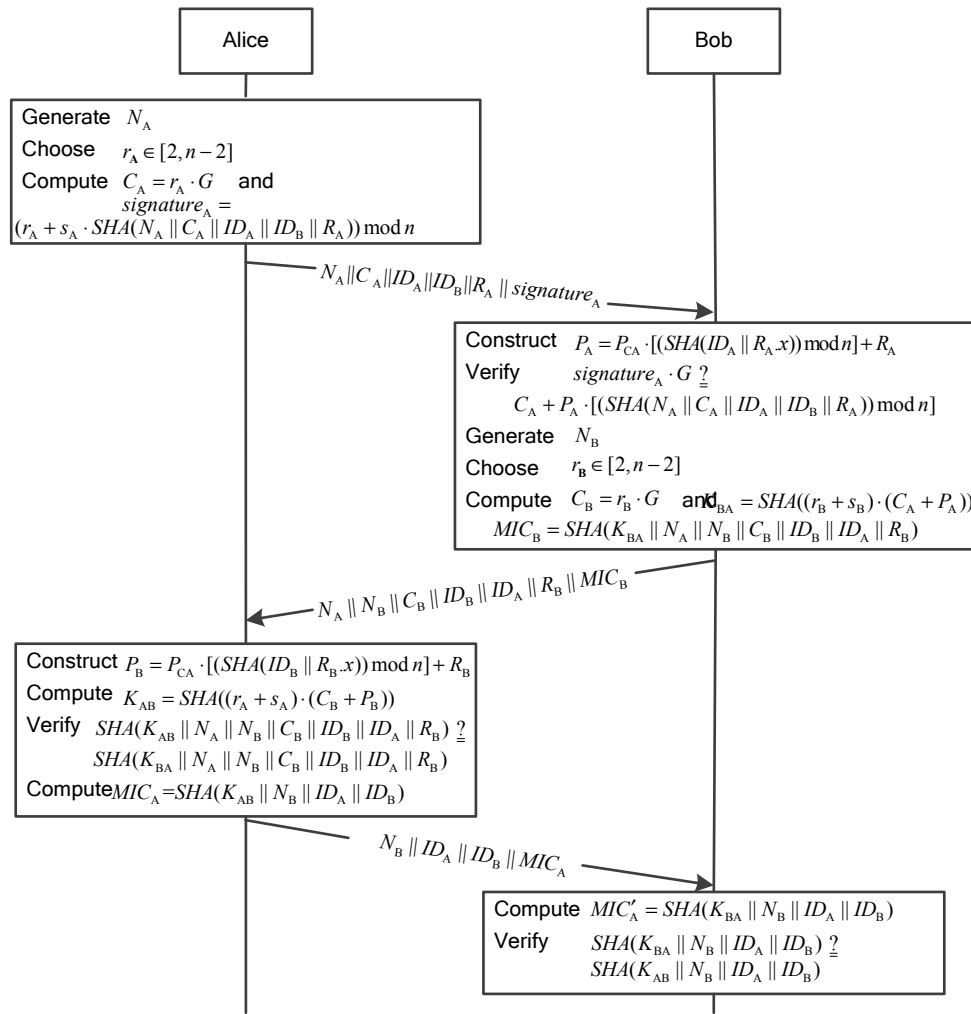 Alice
Bob
Generate N_A
Choose r_A ∈ [2, n − 2]
Compute C_A = r_A · G and
signature_A =
(r_A + s_A · SHA(N_A || C_A || ID_A || ID_B || R_A)) mod n
N_A||C_A||ID_A||ID_B||R_A || signature_A
Construct P_A = P_CA · [(SHA(ID_A || R_A.x)) mod n] + R_A
Verify signature_A · G ≟
C_A + P_A · [(SHA(N_A || C_A || ID_A || ID_B || R_A)) mod n]
Generate N_B
Choose r_B ∈ [2, n − 2]
Compute C_B = r_B · G and K_BA = SHA((r_B + s_B) · (C_A + P_A))
MIC_B = SHA(K_BA || N_A || N_B || C_B || ID_B || ID_A || R_B)
N_A || N_B || C_B || ID_B || ID_A || R_B || MIC_B
Construct P_B = P_CA · [(SHA(ID_B || R_B.x)) mod n] + R_B
Compute K_AB = SHA((r_A + s_A) · (C_B + P_B))
Verify SHA(K_AB || N_A || N_B || C_B || ID_B || ID_A || R_B) ≟
SHA(K_BA || N_A || N_B || C_B || ID_B || ID_A || R_B)
Compute MIC_A = SHA(K_AB || N_B || ID_A || ID_B)
N_B || ID_A || ID_B || MIC_A
Compute MIC′_A = SHA(K_BA || N_B || ID_A || ID_B)
Verify SHA(K_BA || N_B || ID_A || ID_B) ≟
SHA(K_AB || N_B || ID_A || ID_B)